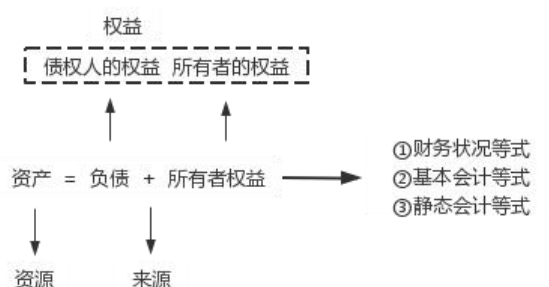 权益
债权人的权益 所有者的权益
资产 = 负债 + 所有者权益
①财务状况等式
②基本会计等式
③静态会计等式
资源 来源